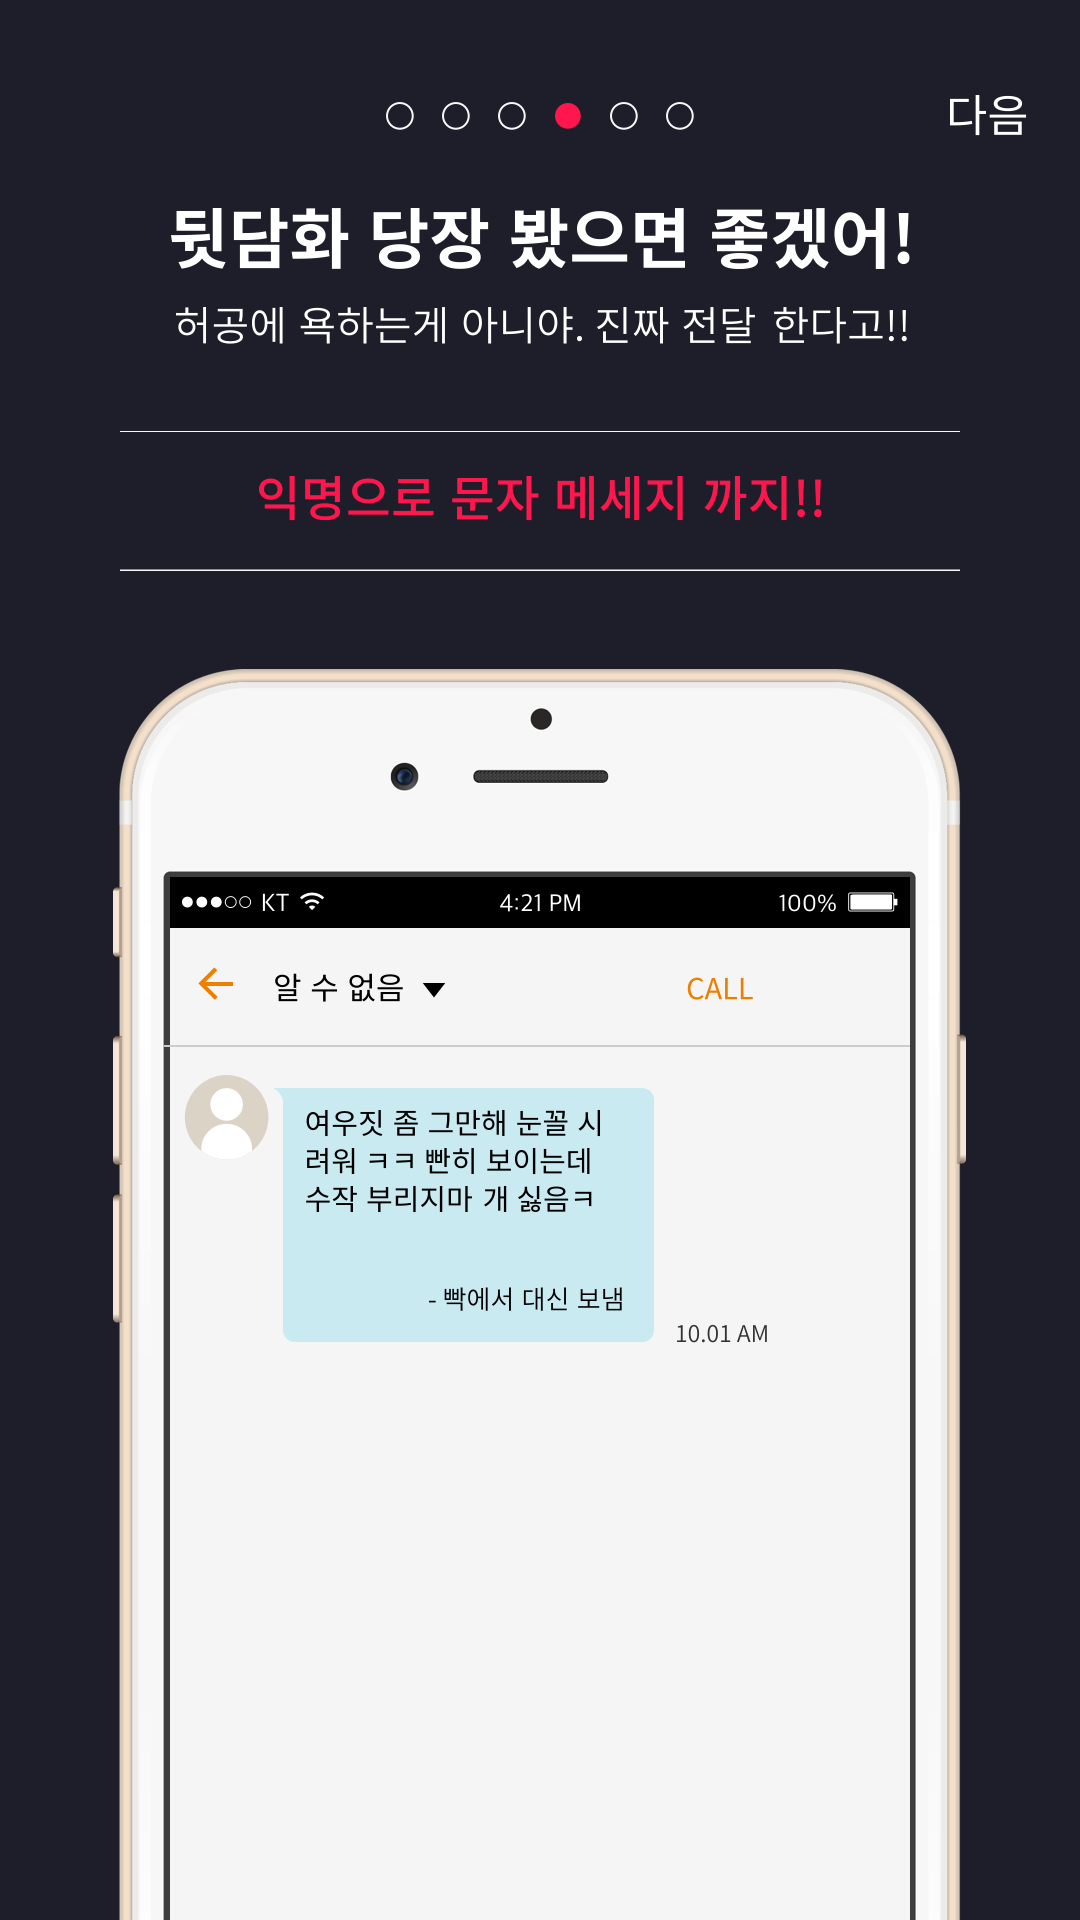 다음
뒷담화 당장 봤으면 좋겠어!
허공에 욕하는게 아니야. 진짜 전달 한다고!!
익명으로 문자 메세지 까지!!
KT 4:21 PM 100%
알 수 없음 CALL
여우짓 좀 그만해 눈꼴 시
려워 ㅋㅋ 빤히 보이는데
수작 부리지마 개 싫음ㅋ
- 빡에서 대신 보냄
10.01 AM